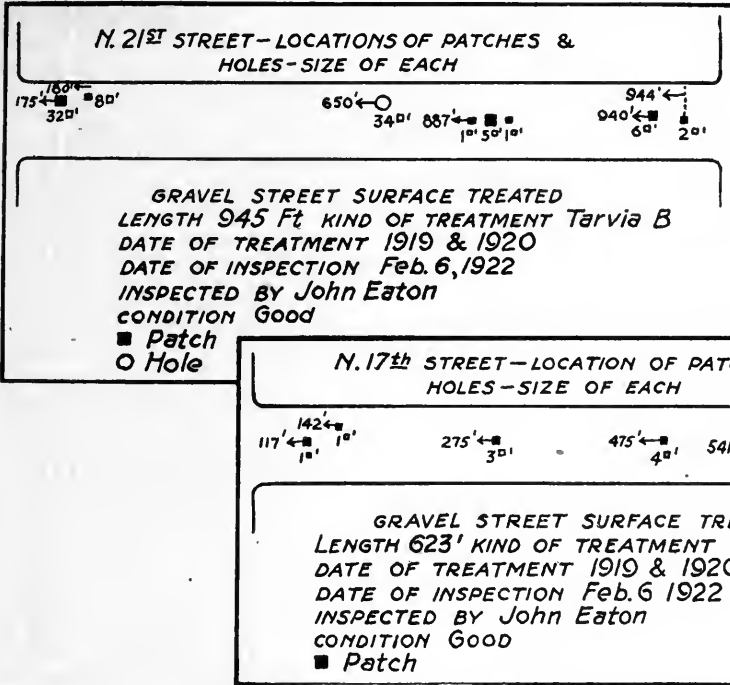 N. 21ST STREET-LOCATIONS OF PATCHES &
HOLES-SIZE OF EACH
180'
175' 8□'
32□'
650'
34□'
887'
1□' 5□' 1□'
944'
940'
6□' 2□'
GRAVEL STREET SURFACE TREATED
LENGTH 945 Ft KIND OF TREATMENT Tarvia B
DATE OF TREATMENT 1919 & 1920
DATE OF INSPECTION Feb. 6, 1922
INSPECTED BY John Eaton
CONDITION Good
■ Patch
O Hole
N. 17th STREET-LOCATION OF PAT
HOLES-SIZE OF EACH
142'
117' 1□'
1□'
275'
3□'
475'
4□'
541
GRAVEL STREET SURFACE TRE
LENGTH 623' KIND OF TREATMENT
DATE OF TREATMENT 1919 & 1920
DATE OF INSPECTION Feb. 6 1922
INSPECTED BY John Eaton
CONDITION GOOD
■ Patch